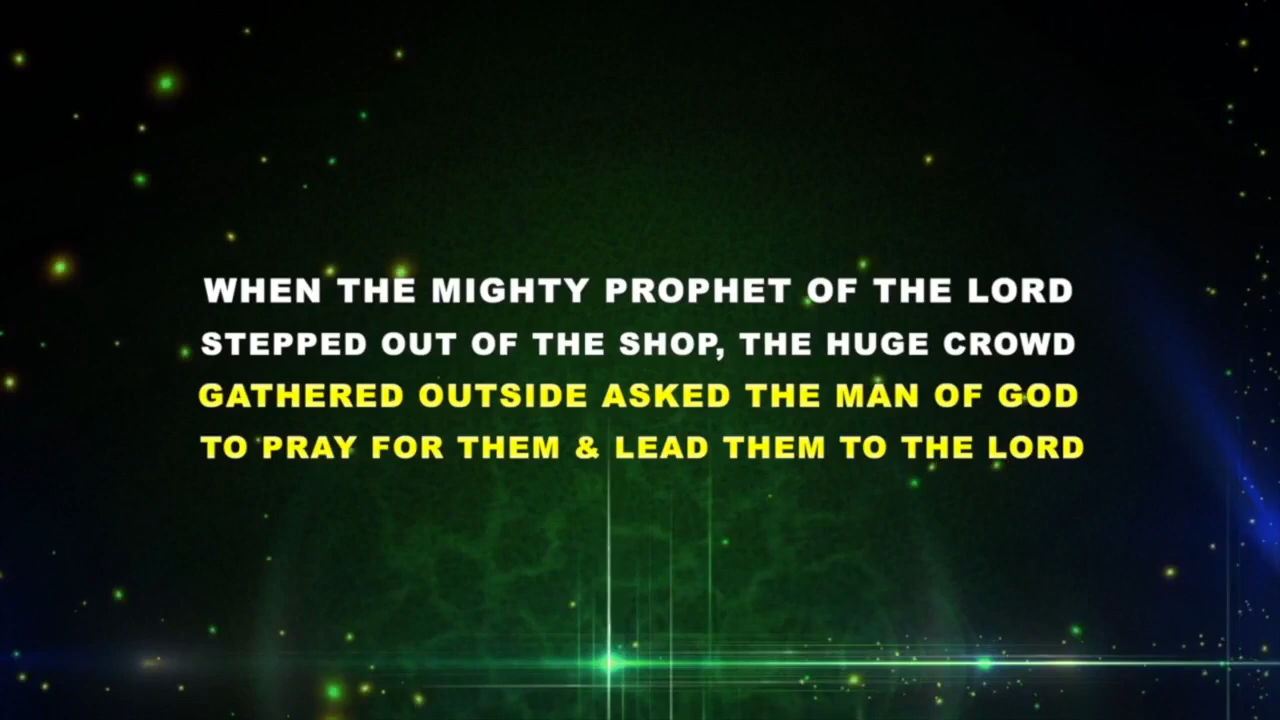 WHEN THE MIGHTY PROPHET OF THE LORD
STEPPED OUT OF THE SHOP, THE HUGE CROWD
GATHERED OUTSIDE ASKED THE MAN OF GOD
TO PRAY FOR THEM & LEAD THEM TO THE LORD